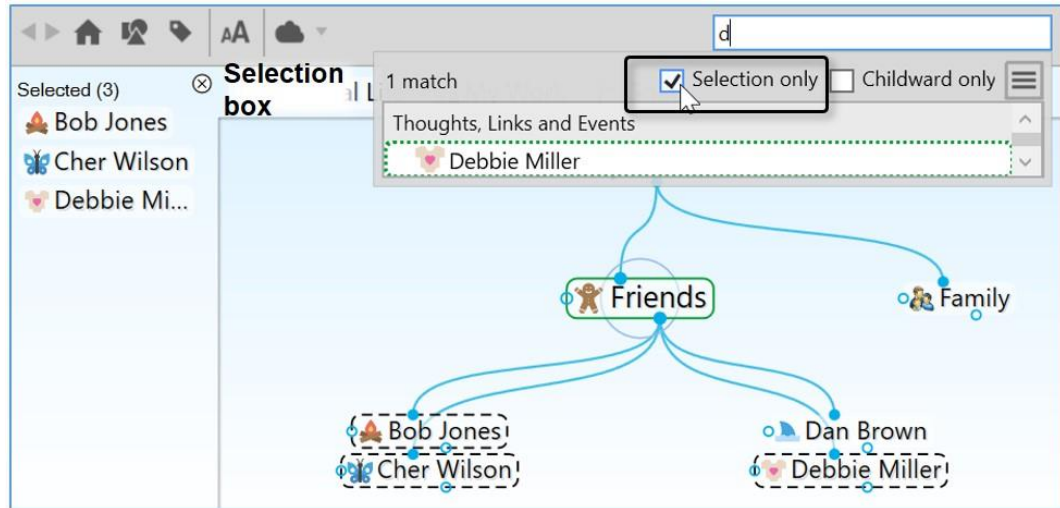 AA
d
Selected (3)
Selection
box
1 match
Selection only
Childward only
Bob Jones
Thoughts, Links and Events
Cher Wilson
Debbie Miller
Debbie Mi...
Friends
Family
Bob Jones
Dan Brown
Cher Wilson
Debbie Miller